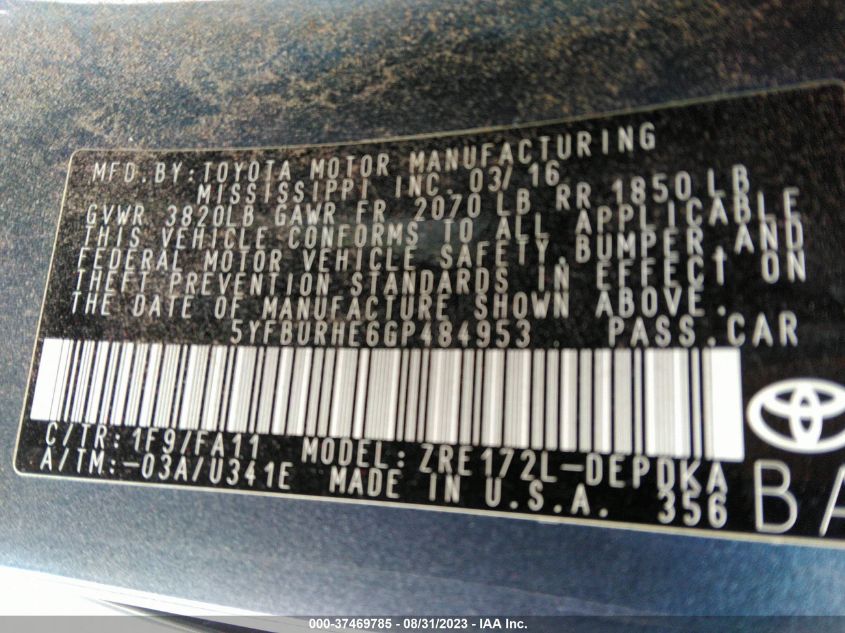 MFD.BY:TOYOTA MOTOR MANUFACTURING
MISSISSIPPI INC. 03/16
GVWR 3820LB GAWR FR 2070 LB RR 1850LB
THIS VEHICLE CONFORMS TO ALL APPLICABLE
FEDERAL MOTOR VEHICLE SAFETY,BUMPER,AND
THEFT PREVENTION STANDARDS IN EFFECT ON
THE DATE OF MANUFACTURE SHOWN ABOVE.
5YFBURHE6GP484953 PASS.CAR
C/TR:1F9/FA11 MODEL:ZRE172L-DEPDKA
A/TM:-03A/U341E MADE IN U.S.A. 356
BA
000-37469785 - 08/31/2023 - IAA Inc.